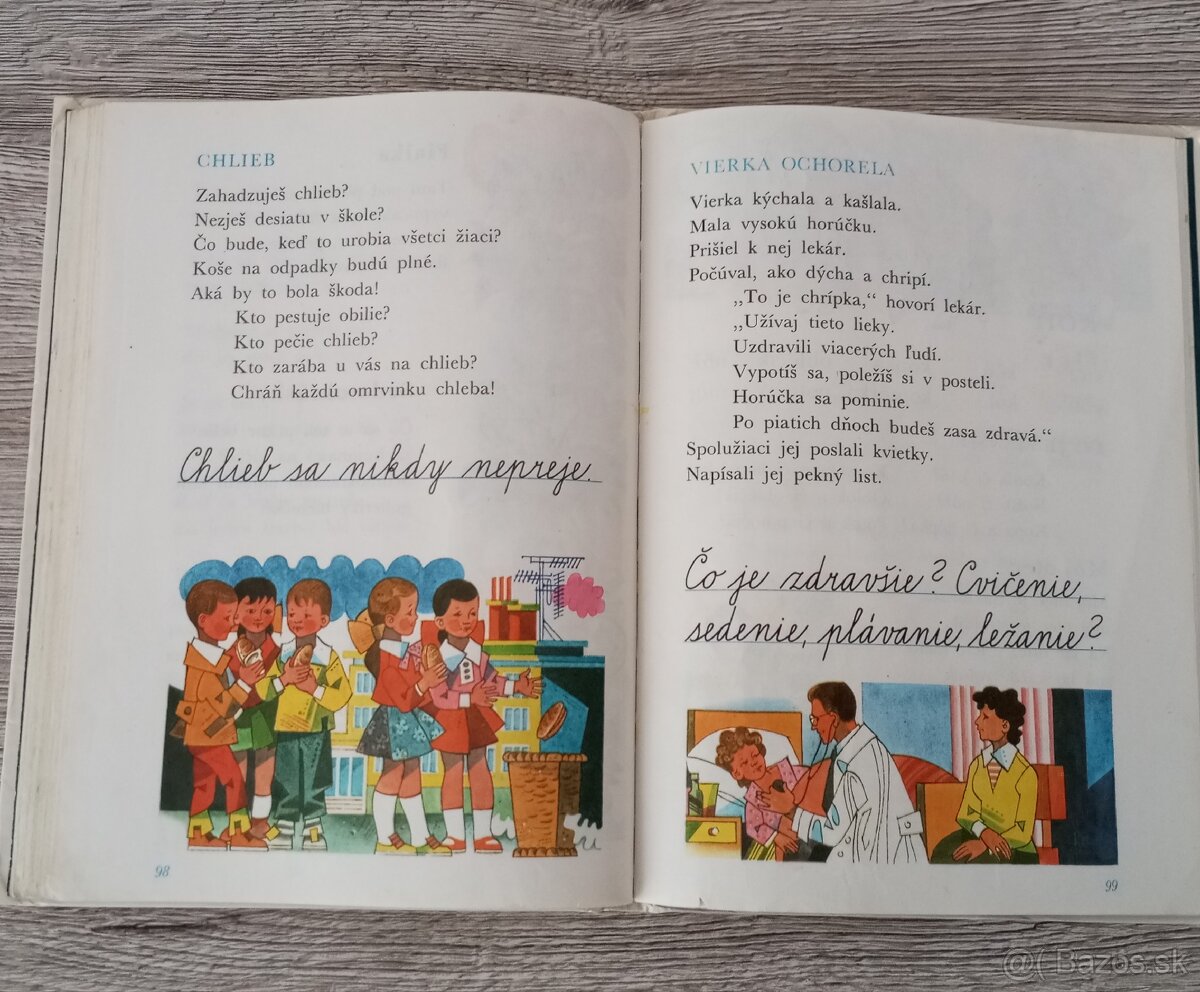 CHLIEB
Zahadzuješ chlieb?
Nezješ desiatu v škole?
Čo bude, keď to urobia všetci žiaci?
Koše na odpadky budú plné.
Aká by to bola škoda!
Kto pestuje obilie?
Kto pečie chlieb?
Kto zarába u vás na chlieb?
Chráň každú omrvinku chleba!
Chlieb sa nikdy nepreje.
98
VIERKA OCHORELA
Vierka kýchala a kašlala.
Mala vysokú horúčku.
Prišiel k nej lekár.
Počúval, ako dýcha a chripí.
„To je chrípka,“ hovorí lekár.
„Užívaj tieto lieky.
Uzdravili viacerých ľudí.
Vypotíš sa, poležíš si v posteli.
Horúčka sa pominie.
Po piatich dňoch budeš zasa zdravá.“
Spolužiaci jej poslali kvietky.
Napísali jej pekný list.
Čo je zdravšie? Cvičenie,
sedenie, plávanie, ležanie?
99
Bazos.sk